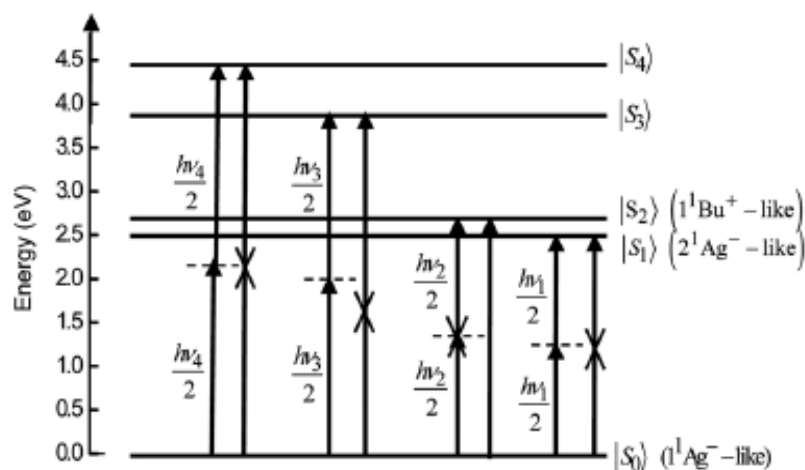 Energy (eV)
4.5
4.0
3.5
3.0
2.5
2.0
1.5
1.0
0.5
0.0
|S₄⟩
|S₃⟩
|S₂⟩ (1¹Bu⁺ – like)
|S₁⟩ (2¹Ag⁻ – like)
|S₀⟩ (1¹Ag⁻ – like)
hν₄
2
hν₃
2
hν₂
2
hν₁
2
hν₄
2
hν₃
2
hν₂
2
hν₁
2